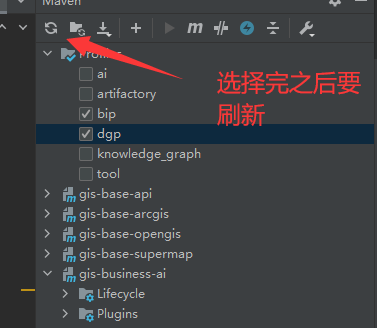 Maven
Profiles
ai
artifactory
bip
dgp
knowledge_graph
tool
选择完之后要
刷新
gis-base-api
gis-base-arcgis
gis-base-opengis
gis-base-supermap
gis-business-ai
Lifecycle
Plugins